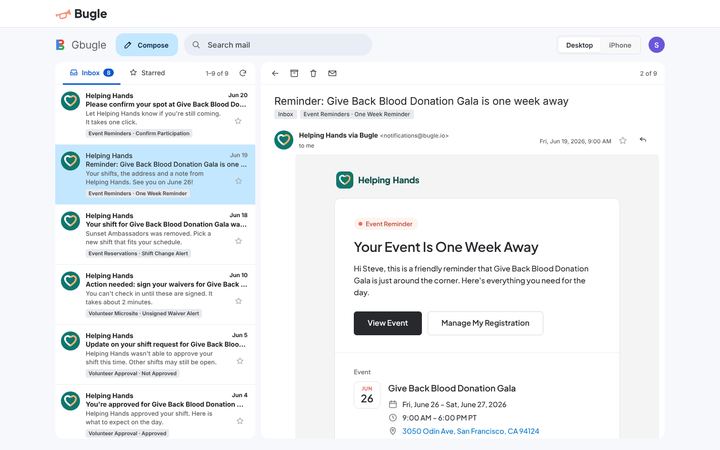 Bugle
Gbugle
Compose
Search mail
Desktop
iPhone
S
Inbox 8
Starred
1–9 of 9
2 of 9
Helping Hands
Jun 20
Please confirm your spot at Give Back Blood Do...
Let Helping Hands know if you're still coming.
It takes one click.
Event Reminders · Confirm Participation
Helping Hands
Jun 19
Reminder: Give Back Blood Donation Gala is one ...
Your shifts, the address and a note from
Helping Hands. See you on June 26!
Event Reminders · One Week Reminder
Helping Hands
Jun 18
Your shift for Give Back Blood Donation Gala wa...
Sunset Ambassadors was removed. Pick a
new shift that fits your schedule.
Event Reservations · Shift Change Alert
Helping Hands
Jun 10
Action needed: sign your waivers for Give Back ...
You can't check in until these are signed. It
takes about 2 minutes.
Volunteer Microsite · Unsigned Waiver Alert
Helping Hands
Jun 5
Update on your shift request for Give Back Bloo...
Helping Hands wasn't able to approve your
shift this time. Other shifts may still be open.
Volunteer Approval · Not Approved
Helping Hands
Jun 4
You're approved for Give Back Blood Donation ...
Helping Hands approved your shift. Here is
what to expect on the day.
Volunteer Approval · Approved
Reminder: Give Back Blood Donation Gala is one week away
Inbox
Event Reminders · One Week Reminder
Helping Hands via Bugle <notifications@bugle.io>
to me
Fri, Jun 19, 2026, 9:00 AM
Helping Hands
Event Reminder
Your Event Is One Week Away
Hi Steve, this is a friendly reminder that Give Back Blood Donation
Gala is just around the corner. Here's everything you need for the
day.
View Event
Manage My Registration
Event
JUN
26
Give Back Blood Donation Gala
Fri, June 26 – Sat, June 27, 2026
9:00 AM – 6:00 PM PT
3050 Odin Ave, San Francisco, CA 94124